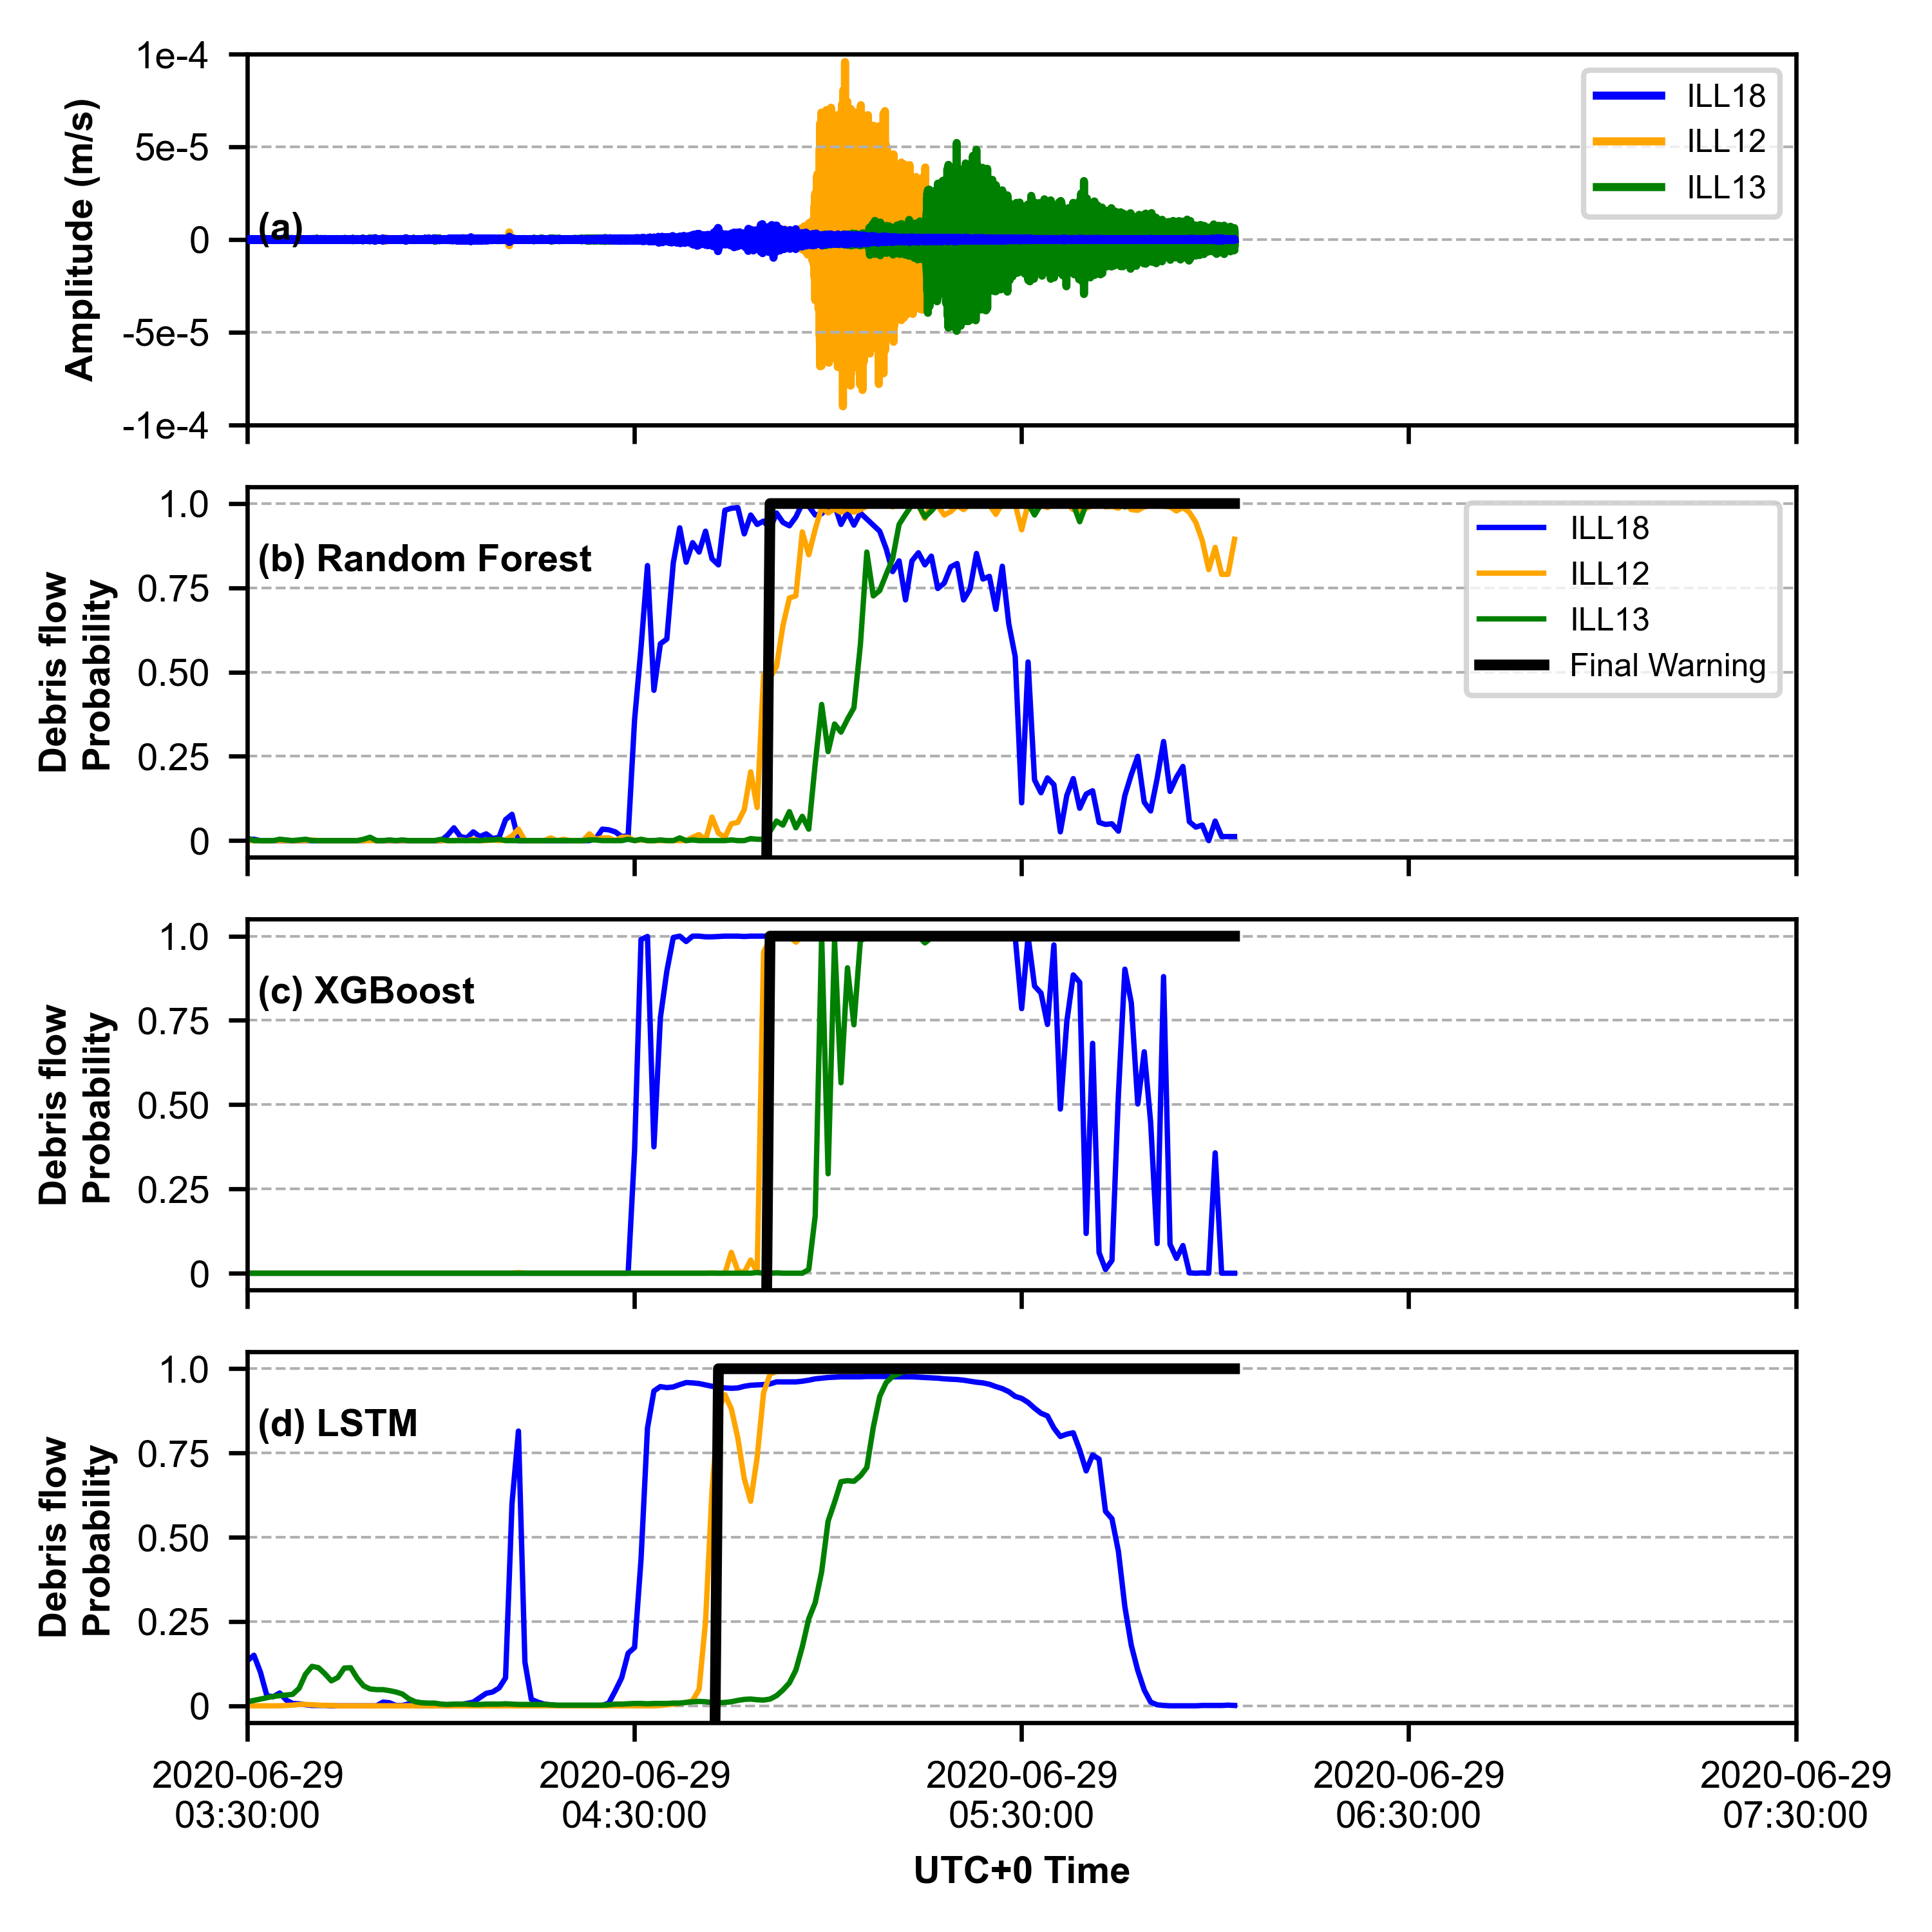 1e-4
5e-5
0
-5e-5
-1e-4
Amplitude (m/s)
(a)
ILL18
ILL12
ILL13
1.0
0.75
0.50
0.25
0
Debris flow
Probability
(b) Random Forest
ILL18
ILL12
ILL13
Final Warning
1.0
0.75
0.50
0.25
0
Debris flow
Probability
(c) XGBoost
1.0
0.75
0.50
0.25
0
Debris flow
Probability
(d) LSTM
2020-06-29
03:30:00
2020-06-29
04:30:00
2020-06-29
05:30:00
2020-06-29
06:30:00
2020-06-29
07:30:00
UTC+0 Time